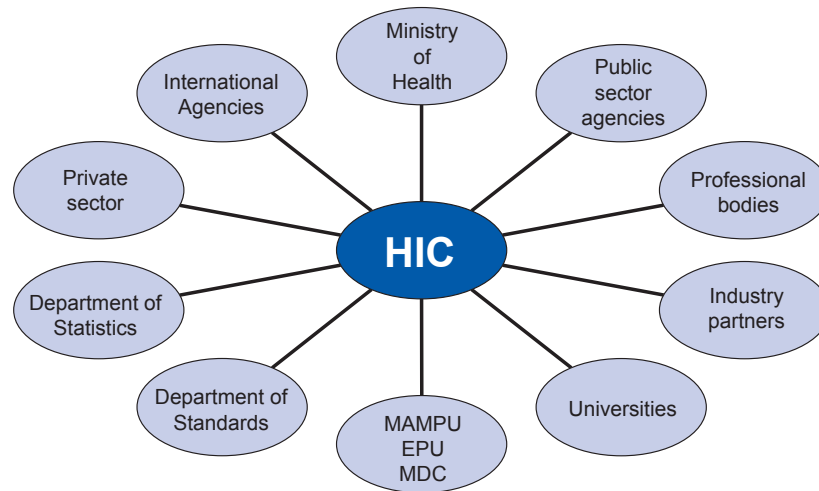 Ministry
of
Health
Public
sector
agencies
Professional
bodies
Industry
partners
Universities
MAMPU
EPU
MDC
Department of
Standards
Department of
Statistics
Private
sector
International
Agencies
HIC